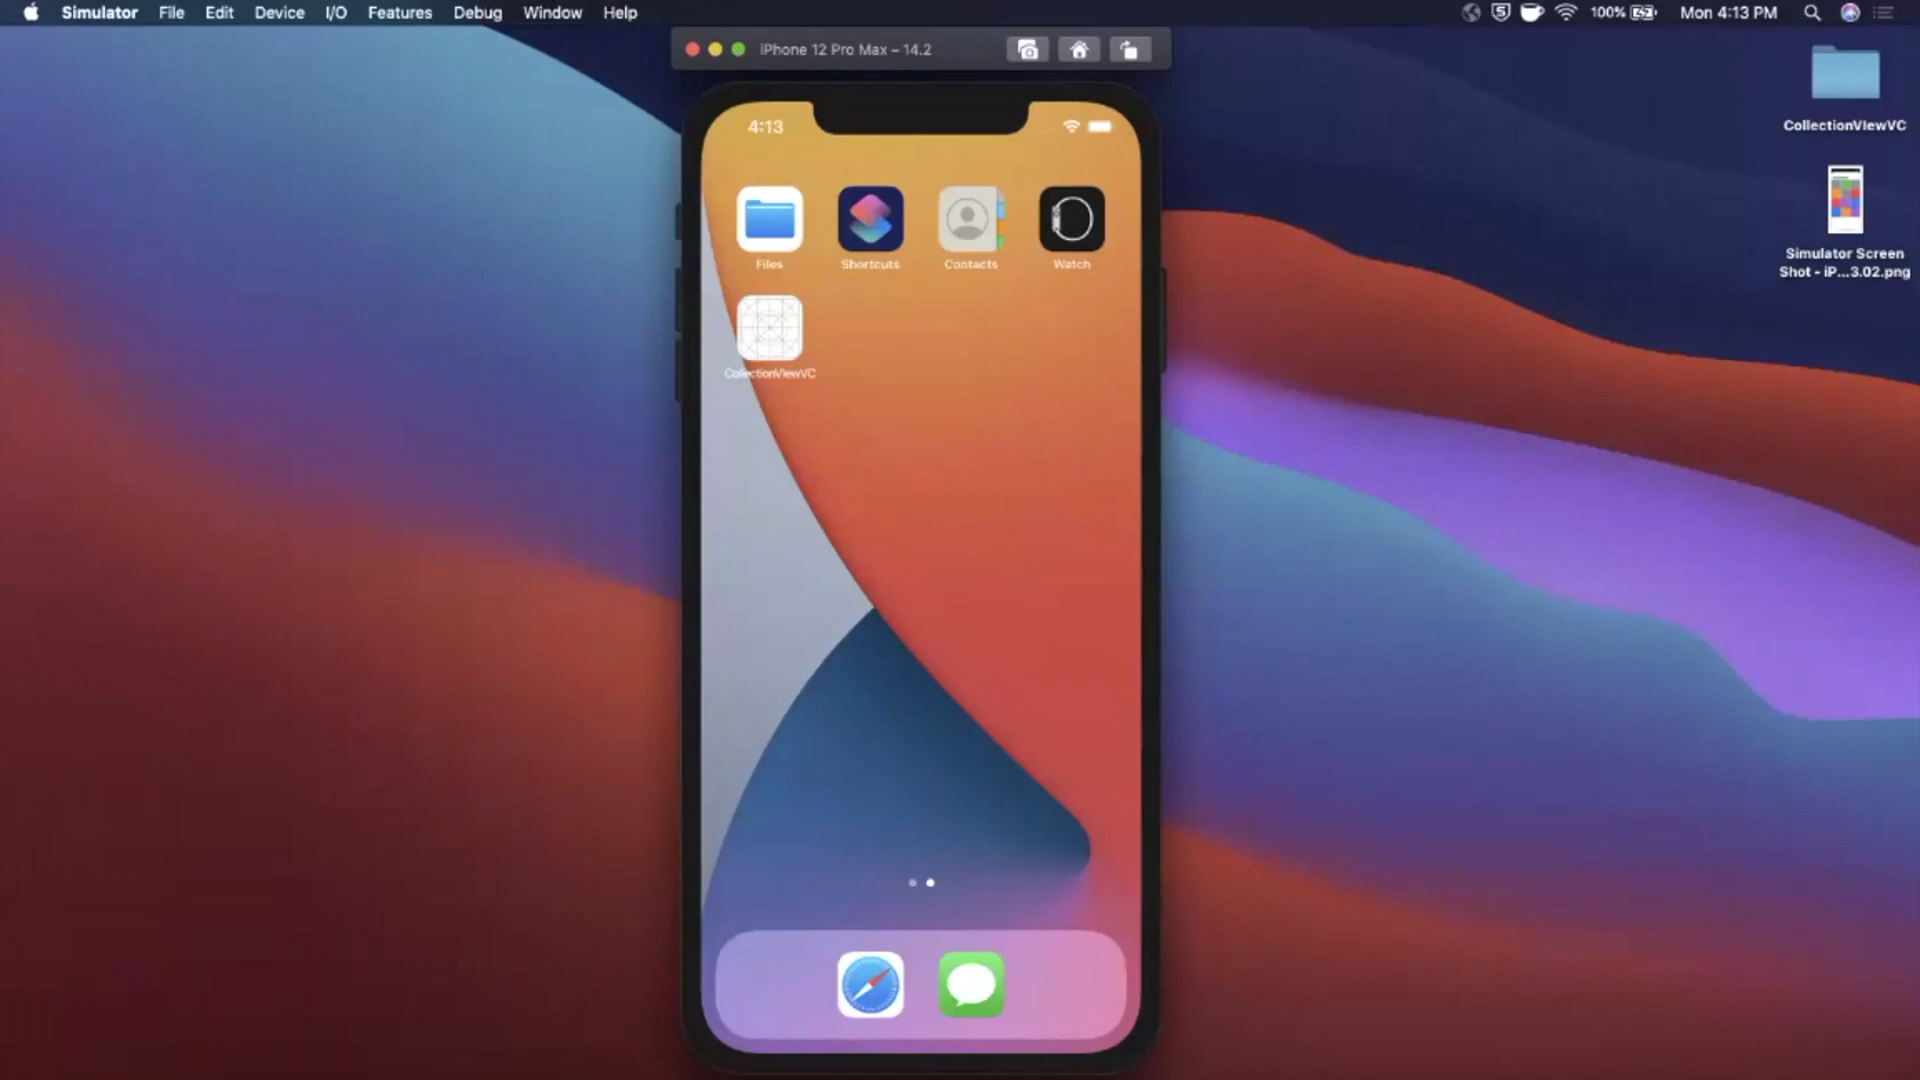 Simulator File Edit Device I/O Features Debug Window Help 100% Mon 4:13 PM
iPhone 12 Pro Max – 14.2
4:13
Files Shortcuts Contacts Watch
CollectionViewVC
CollectionVIewVC
Simulator Screen
Shot - iP...3.02.png